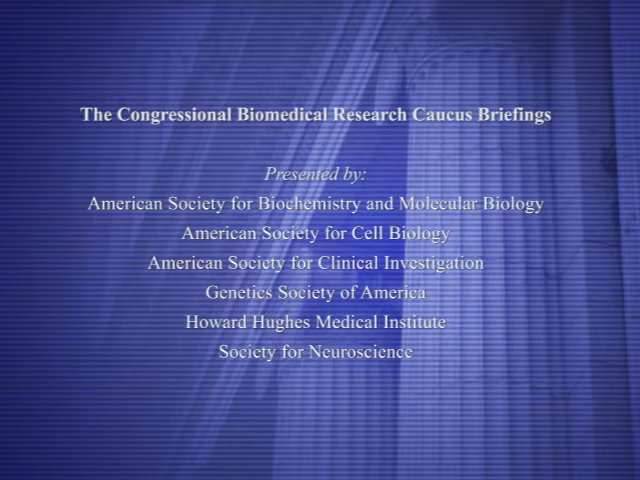 The Congressional Biomedical Research Caucus Briefings
Presented by:
American Society for Biochemistry and Molecular Biology
American Society for Cell Biology
American Society for Clinical Investigation
Genetics Society of America
Howard Hughes Medical Institute
Society for Neuroscience